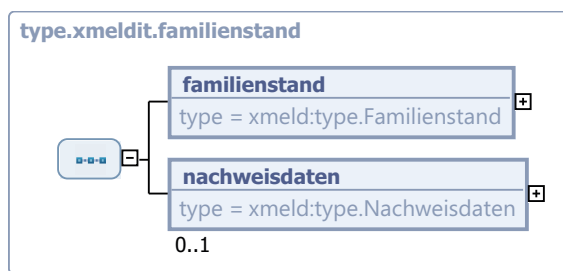 type.xmeldit.familienstand
familienstand
type = xmeld:type.Familienstand
nachweisdaten
type = xmeld:type.Nachweisdaten
0..1